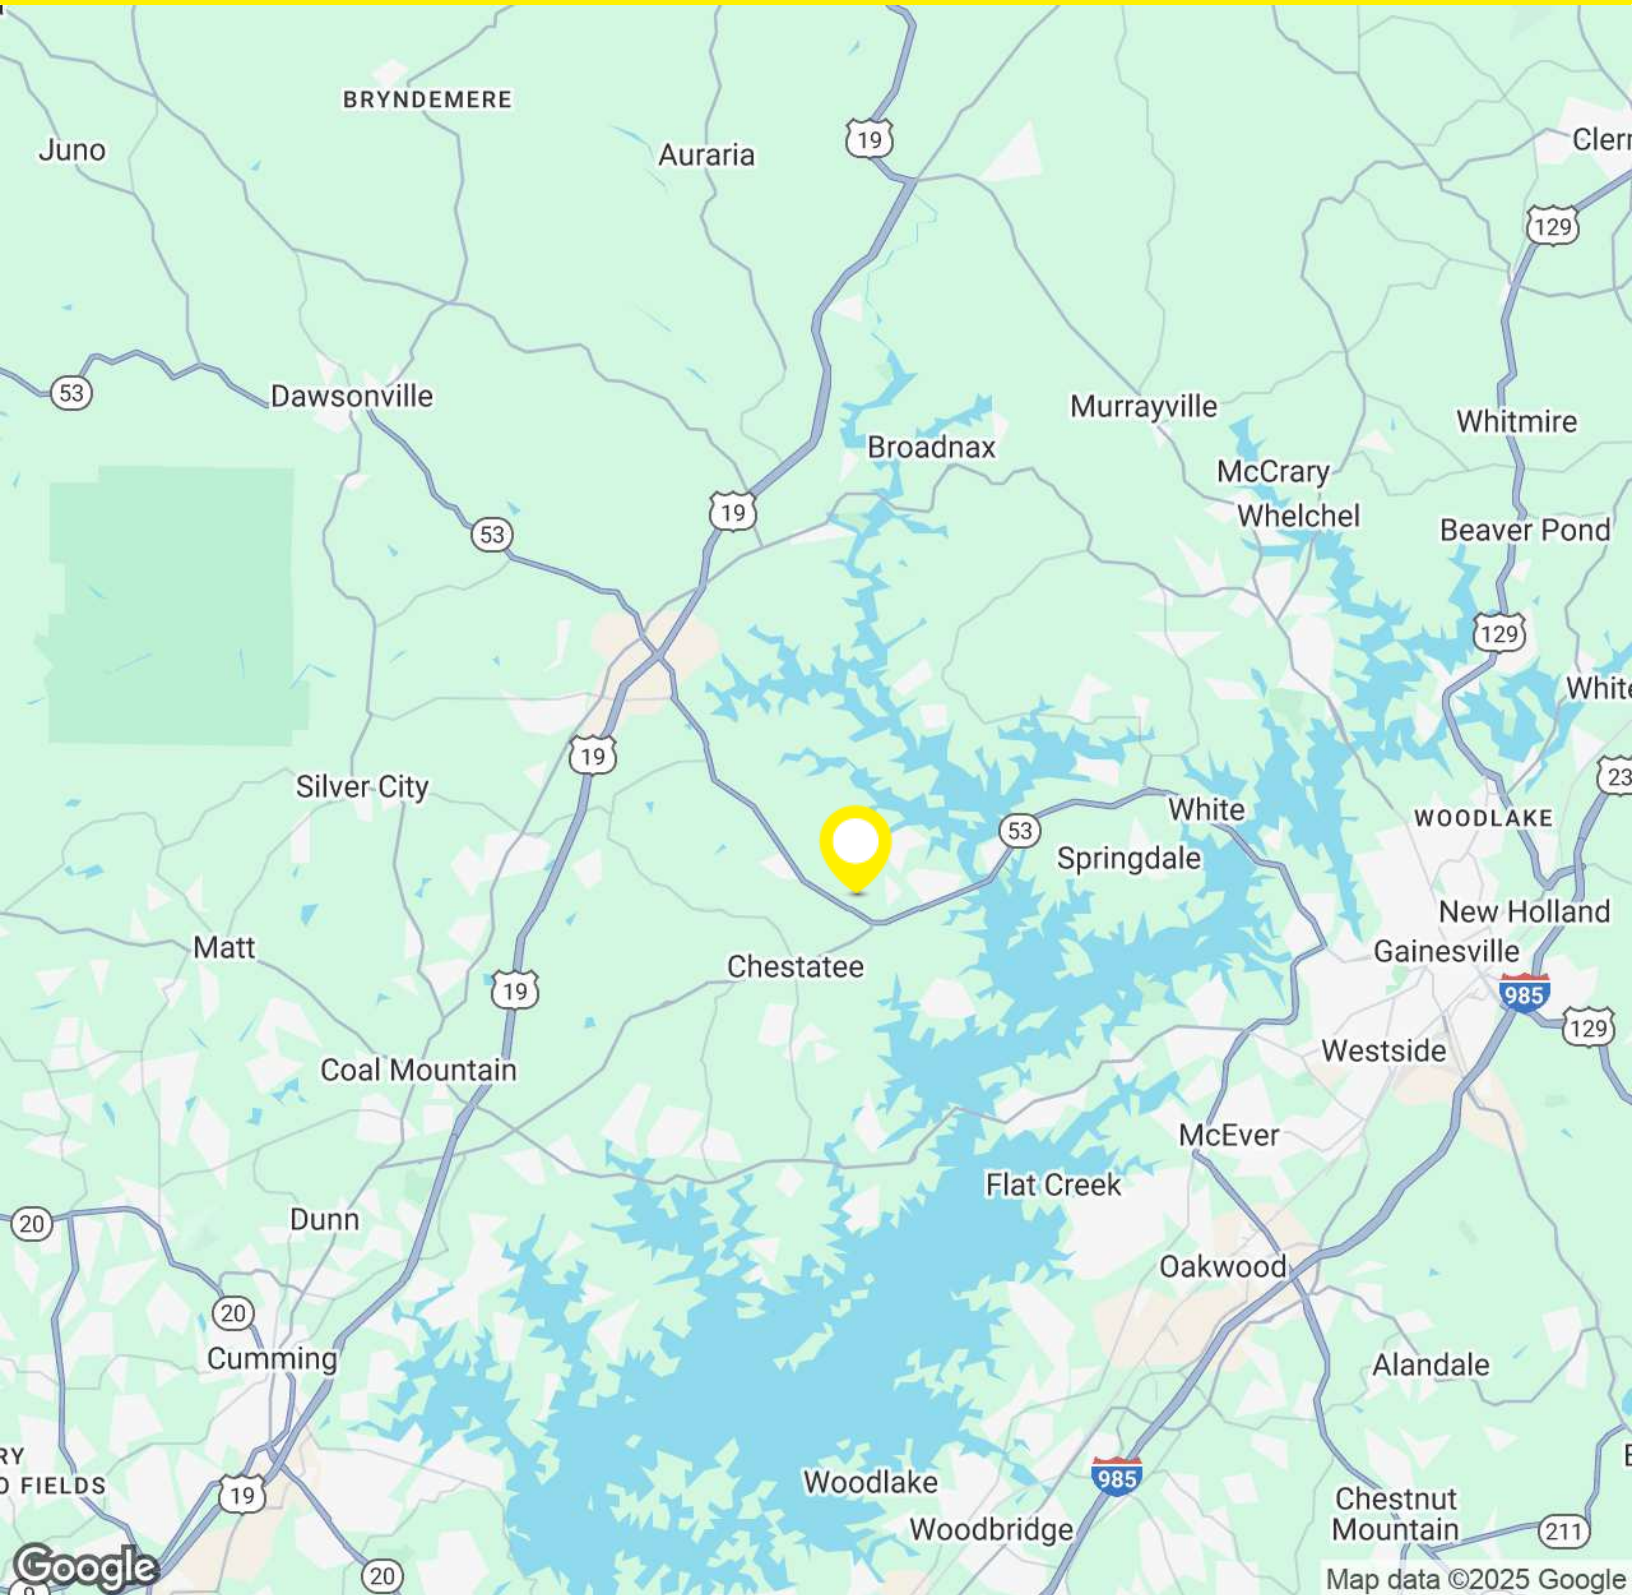 BRYNDEMERE
Juno
Auraria
19
Clerr
129
53
Dawsonville
Murrayville
Whitmire
Broadnax
McCrary
19
53
Whelchel
Beaver Pond
129
White
19
Silver City
23
White
WOODLAKE
53
Springdale
New Holland
Matt
Gainesville
Chestatee
19
985
129
Westside
Coal Mountain
McEver
Flat Creek
Dunn
20
Oakwood
20
Cumming
Alandale
RY
O FIELDS
19
985
Woodlake
Chestnut
Mountain
Woodbridge
211
Google
20
Map data ©2025 Google